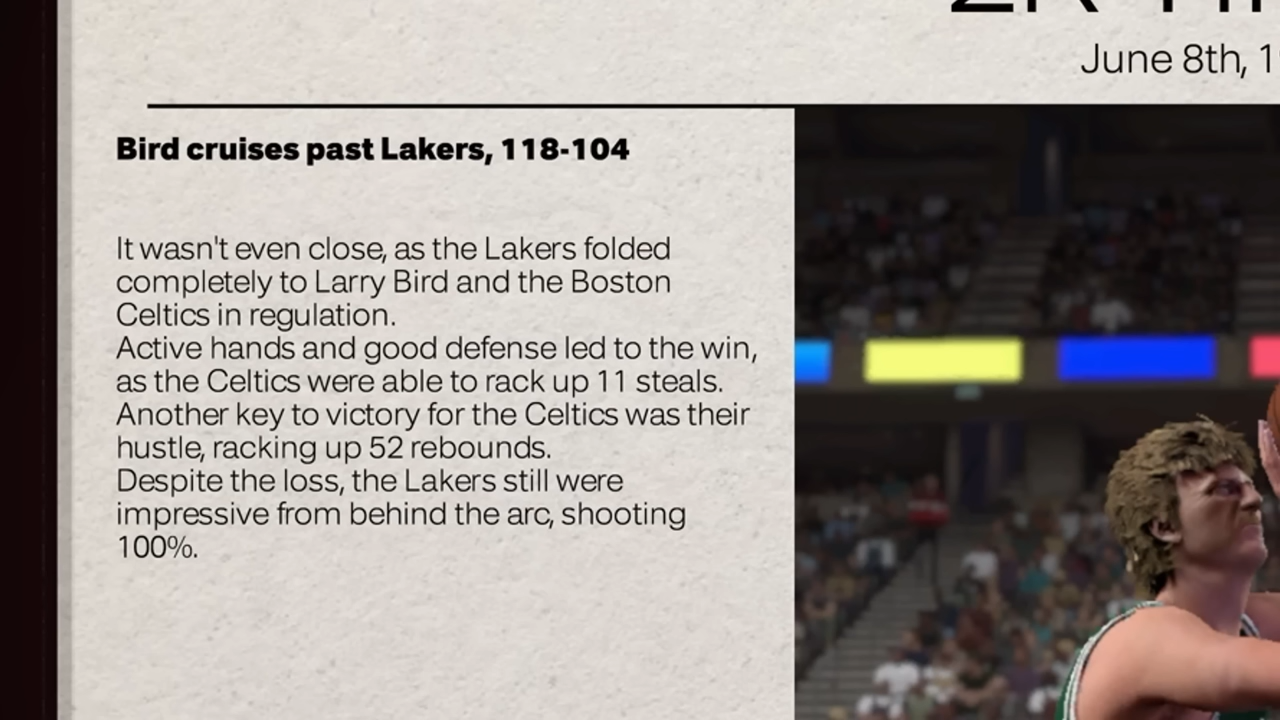 June 8th, 1
Bird cruises past Lakers, 118-104
It wasn't even close, as the Lakers folded
completely to Larry Bird and the Boston
Celtics in regulation.
Active hands and good defense led to the win,
as the Celtics were able to rack up 11 steals.
Another key to victory for the Celtics was their
hustle, racking up 52 rebounds.
Despite the loss, the Lakers still were
impressive from behind the arc, shooting
100%.